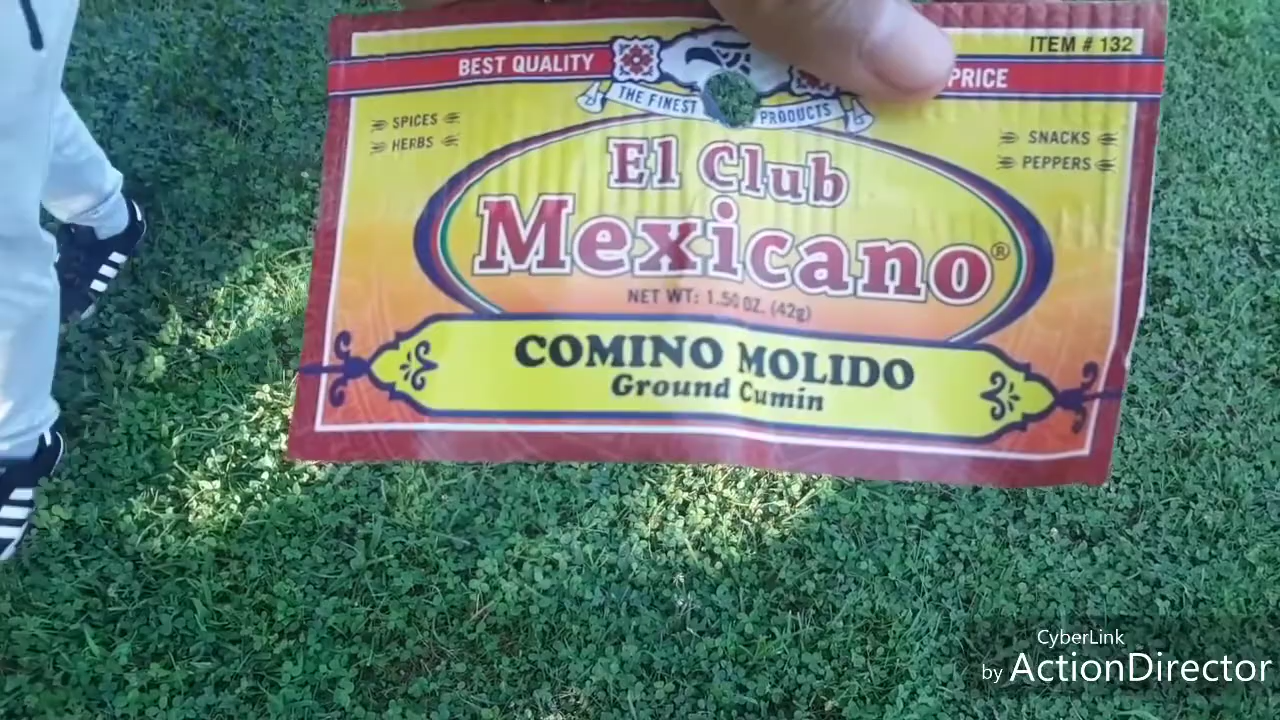 ITEM # 132
BEST QUALITY
PRICE
THE FINEST PRODUCTS
SPICES
HERBS
SNACKS
PEPPERS
El Club
Mexicano®
NET WT: 1.50 OZ. (42g)
COMINO MOLIDO
Ground Cumin
CyberLink
by ActionDirector